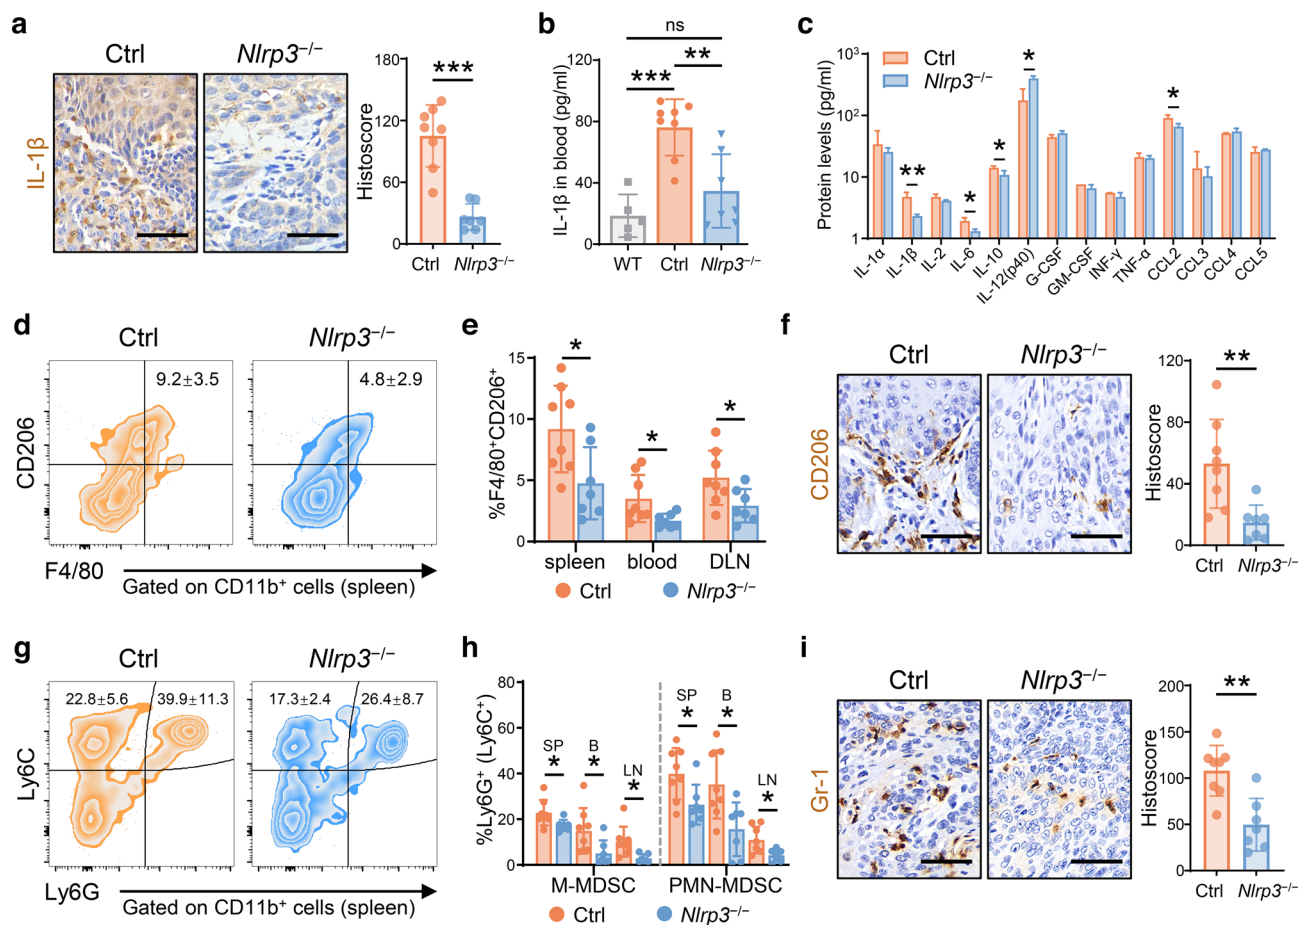 a
Ctrl
Nlrp3–/–
IL-1β
Histoscore
180
120
60
0
***
Ctrl
Nlrp3–/–
b
IL-1β in blood (pg/ml)
120
80
40
0
ns
**
***
WT
Ctrl
Nlrp3–/–
c
Protein levels (pg/ml)
10³
10²
10
1
Ctrl
Nlrp3–/–
**
*
*
*
*
IL-1α
IL-1β
IL-2
IL-6
IL-10
IL-12(p40)
G-CSF
GM-CSF
INF-γ
TNF-α
CCL2
CCL3
CCL4
CCL5
d
Ctrl
Nlrp3–/–
9.2±3.5
4.8±2.9
CD206
F4/80
Gated on CD11b⁺ cells (spleen)
e
%F4/80⁺CD206⁺
15
10
5
0
*
*
*
spleen
blood
DLN
Ctrl
Nlrp3–/–
f
Ctrl
Nlrp3–/–
CD206
Histoscore
120
80
40
0
**
Ctrl
Nlrp3–/–
g
Ctrl
Nlrp3–/–
22.8±5.6
39.9±11.3
17.3±2.4
26.4±8.7
Ly6C
Ly6G
Gated on CD11b⁺ cells (spleen)
h
%Ly6G⁺ (Ly6C⁺)
80
60
40
20
0
SP
*
B
*
LN
*
SP
*
B
*
LN
*
M-MDSC
PMN-MDSC
Ctrl
Nlrp3–/–
i
Ctrl
Nlrp3–/–
Gr-1
Histoscore
200
150
100
50
0
**
Ctrl
Nlrp3–/–